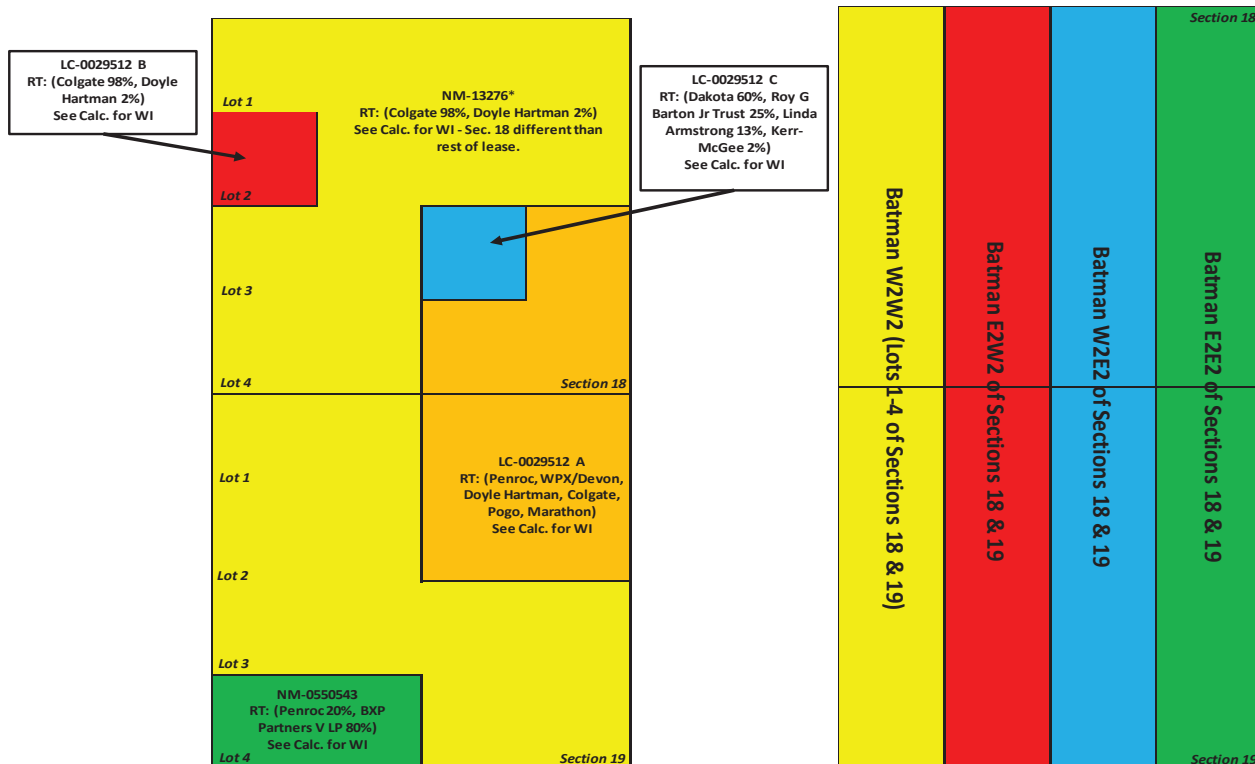 LC-0029512 B
RT: (Colgate 98%, Doyle
Hartman 2%)
See Calc. for WI
Lot 1
NM-13276*
RT: (Colgate 98%, Doyle Hartman 2%)
See Calc. for WI - Sec. 18 different than
rest of lease.
LC-0029512 C
RT: (Dakota 60%, Roy G
Barton Jr Trust 25%, Linda
Armstrong 13%, Kerr-
McGee 2%)
See Calc. for WI
Lot 2
Lot 3
Lot 4
Section 18
Lot 1
LC-0029512 A
RT: (Penroc, WPX/Devon,
Doyle Hartman, Colgate,
Pogo, Marathon)
See Calc. for WI
Lot 2
Lot 3
NM-0550543
RT: (Penroc 20%, BXP
Partners V LP 80%)
See Calc. for WI
Lot 4
Section 19
Section 18
Batman W2W2 (Lots 1-4 of Sections 18 & 19)
Batman E2W2 of Sections 18 & 19
Batman W2E2 of Sections 18 & 19
Batman E2E2 of Sections 18 & 19
Section 19